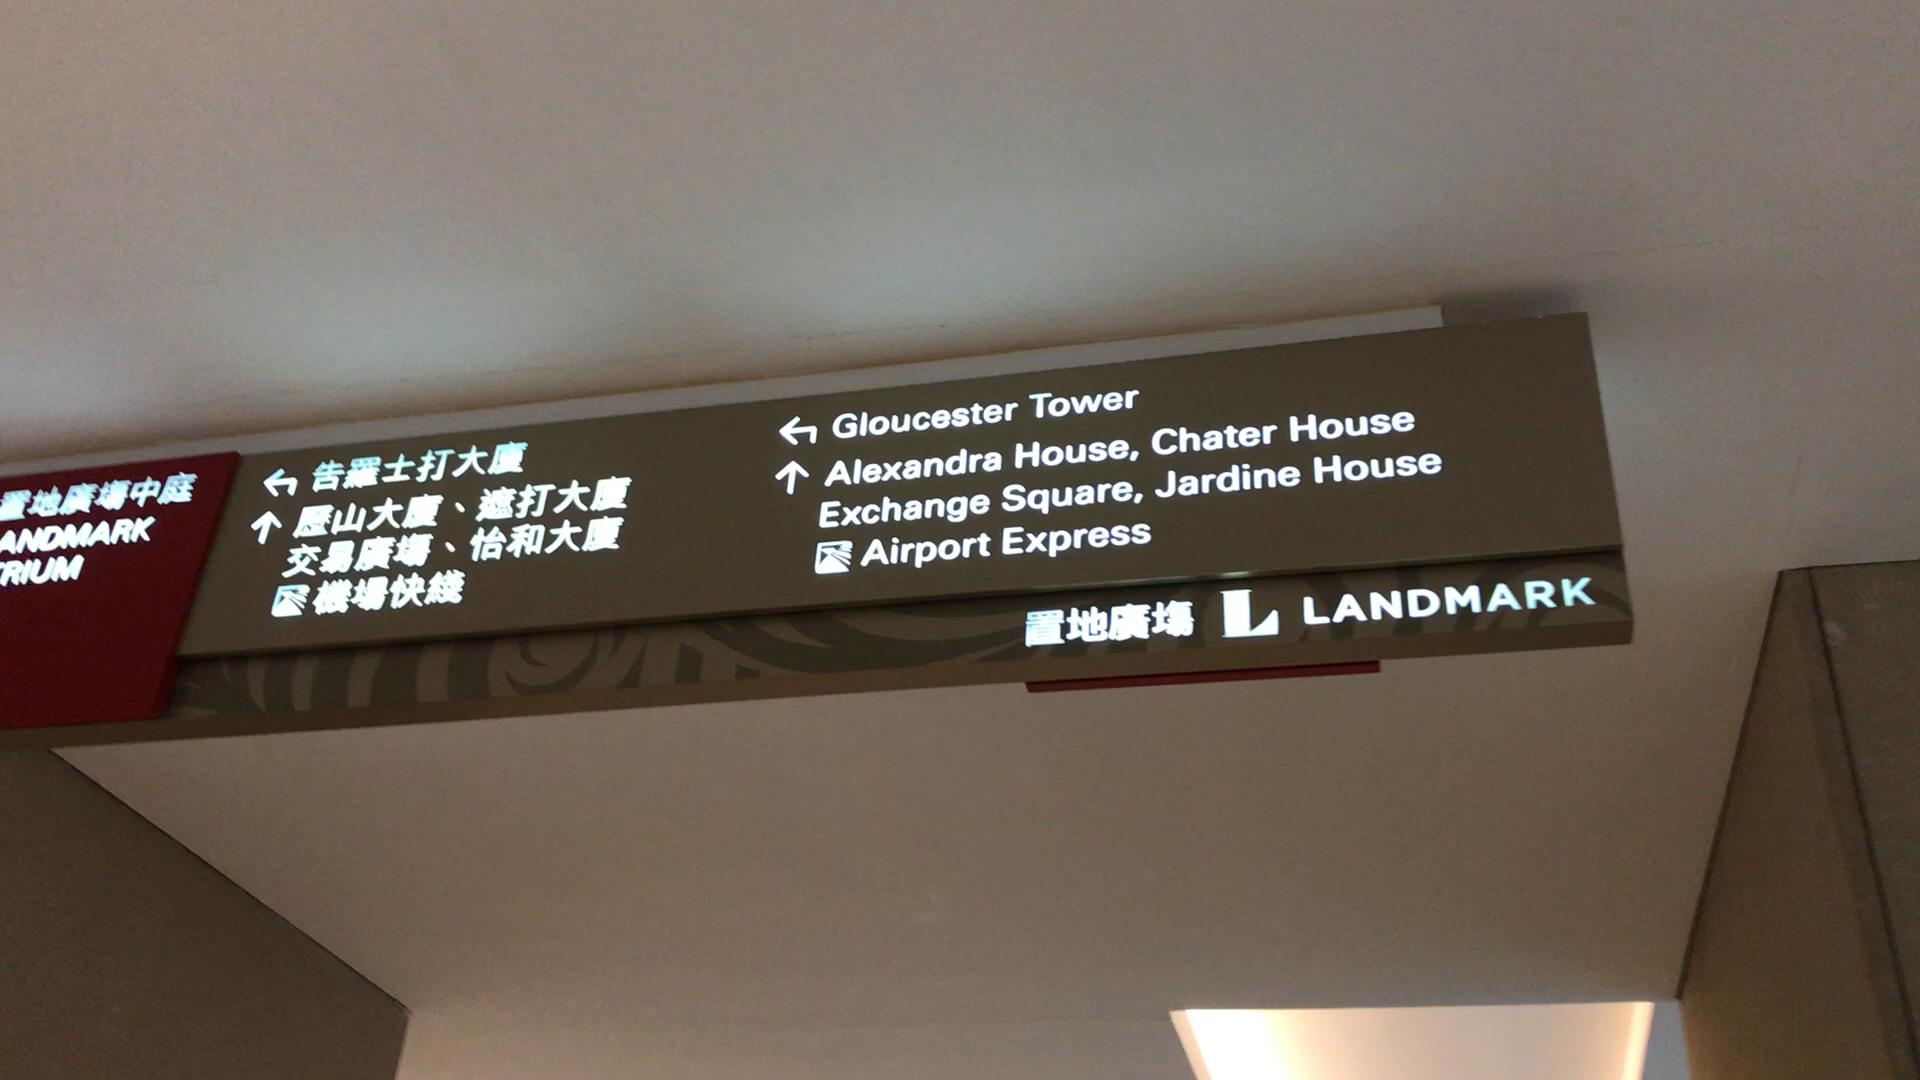 置地廣場中庭
ANDMARK
TRIUM
告羅士打大廈
歷山大廈、遮打大廈
交易廣場、怡和大廈
機場快綫
Gloucester Tower
Alexandra House, Chater House
Exchange Square, Jardine House
Airport Express
置地廣場 L LANDMARK